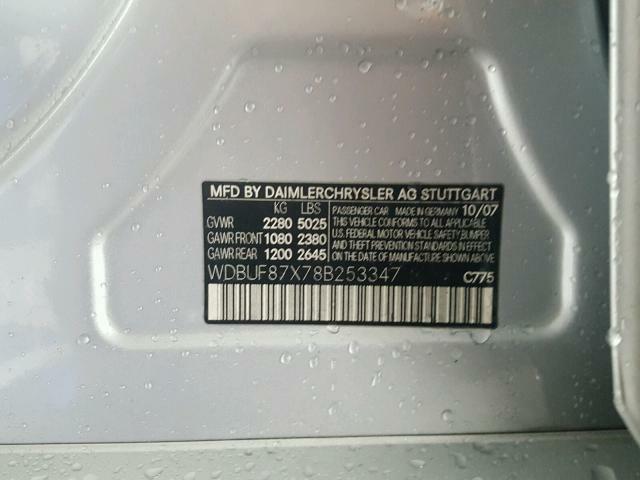 MFD BY DAIMLERCHRYSLER AG STUTTGART
KG LBS
GVWR 2280 5025
GAWR FRONT 1080 2380
GAWR REAR 1200 2645
PASSENGER CAR MADE IN GERMANY 10/07
THIS VEHICLE CONFORMS TO ALL APPLICABLE
U.S. FEDERAL MOTOR VEHICLE SAFETY, BUMPER
AND THEFT PREVENTION STANDARDS IN EFFECT
ON THE DATE OF MANUFACTURE SHOWN ABOVE.
WDBUF87X78B253347 C775